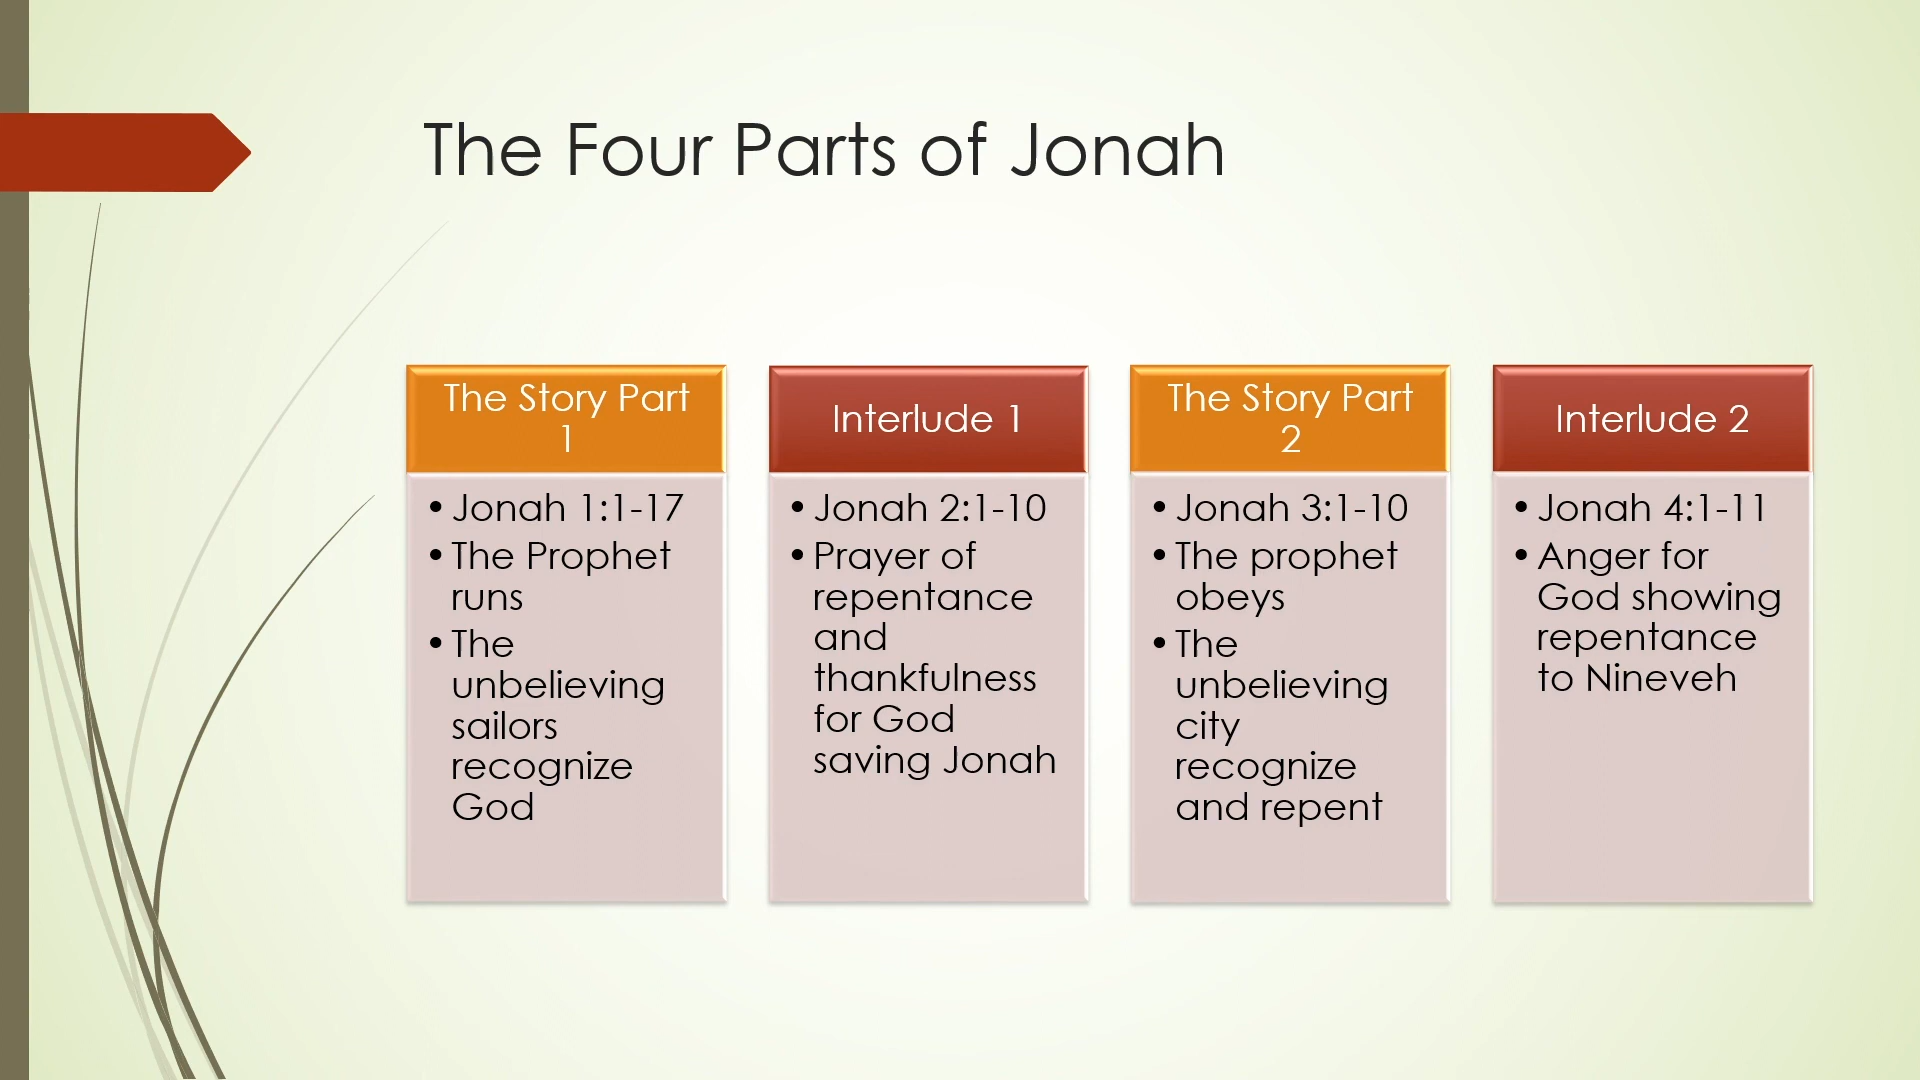 The Four Parts of Jonah
The Story Part
1
• Jonah 1:1-17
• The Prophet
runs
• The
unbelieving
sailors
recognize
God
Interlude 1
• Jonah 2:1-10
• Prayer of
repentance
and
thankfulness
for God
saving Jonah
The Story Part
2
• Jonah 3:1-10
• The prophet
obeys
• The
unbelieving
city
recognize
and repent
Interlude 2
• Jonah 4:1-11
• Anger for
God showing
repentance
to Nineveh